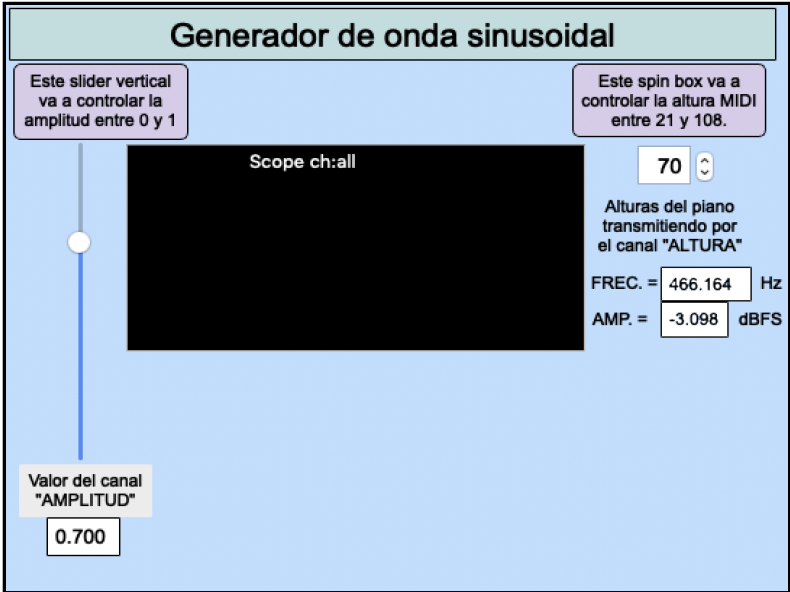 Generador de onda sinusoidal
Este slider vertical
va a controlar la
amplitud entre 0 y 1
Este spin box va a
controlar la altura MIDI
entre 21 y 108.
Scope ch:all
70
Alturas del piano
transmitiendo por
el canal "ALTURA"
FREC. = 466.164 Hz
AMP. = -3.098 dBFS
Valor del canal
"AMPLITUD"
0.700